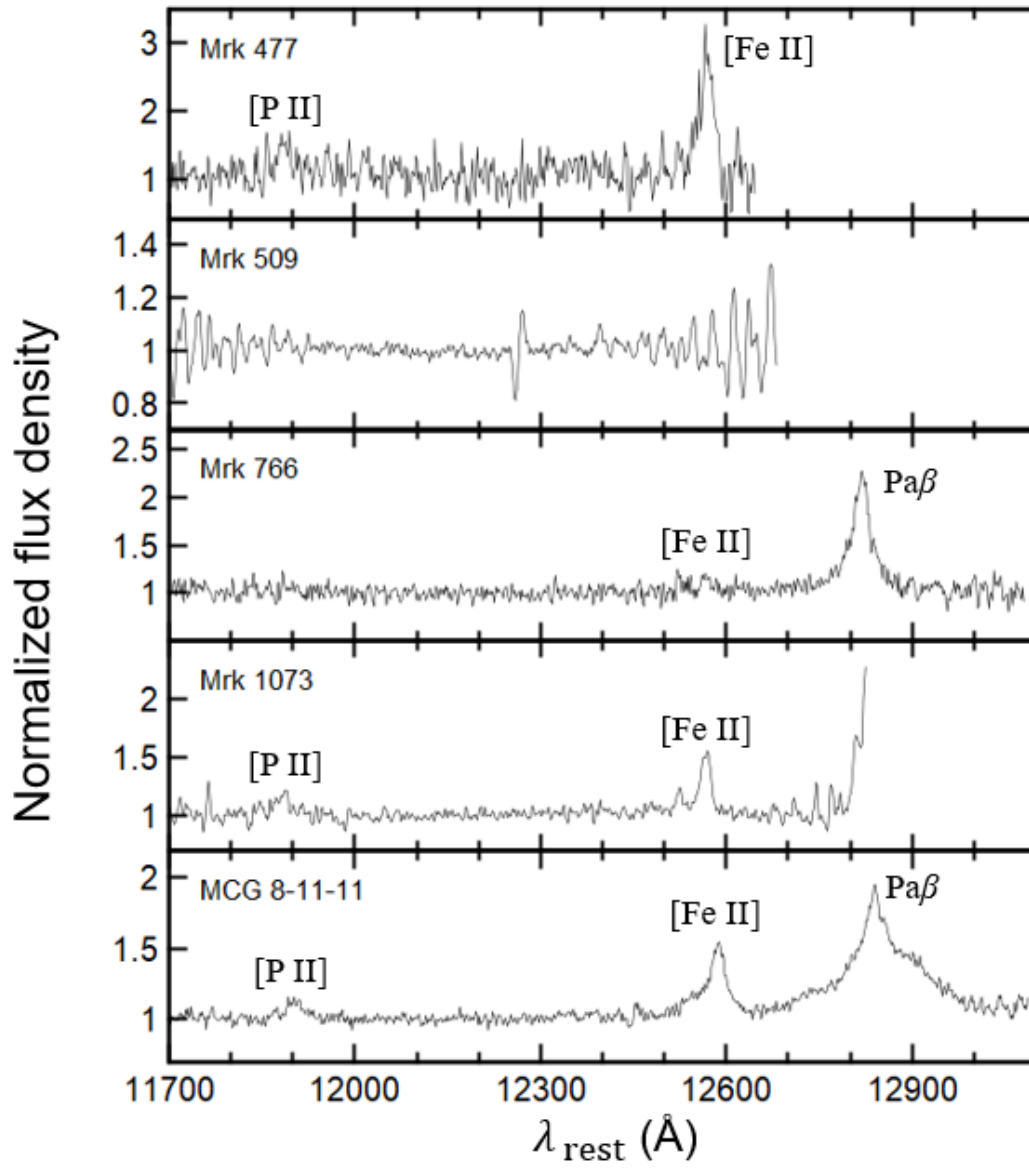 Normalized flux density
Mrk 477
[P II]
[Fe II]
3
2
1
Mrk 509
1.4
1.2
1
0.8
Mrk 766
[Fe II]
Paβ
2.5
2
1.5
1
Mrk 1073
[P II]
[Fe II]
2
1.5
1
MCG 8-11-11
[P II]
[Fe II]
Paβ
2
1.5
1
11700 12000 12300 12600 12900
λ rest (Å)